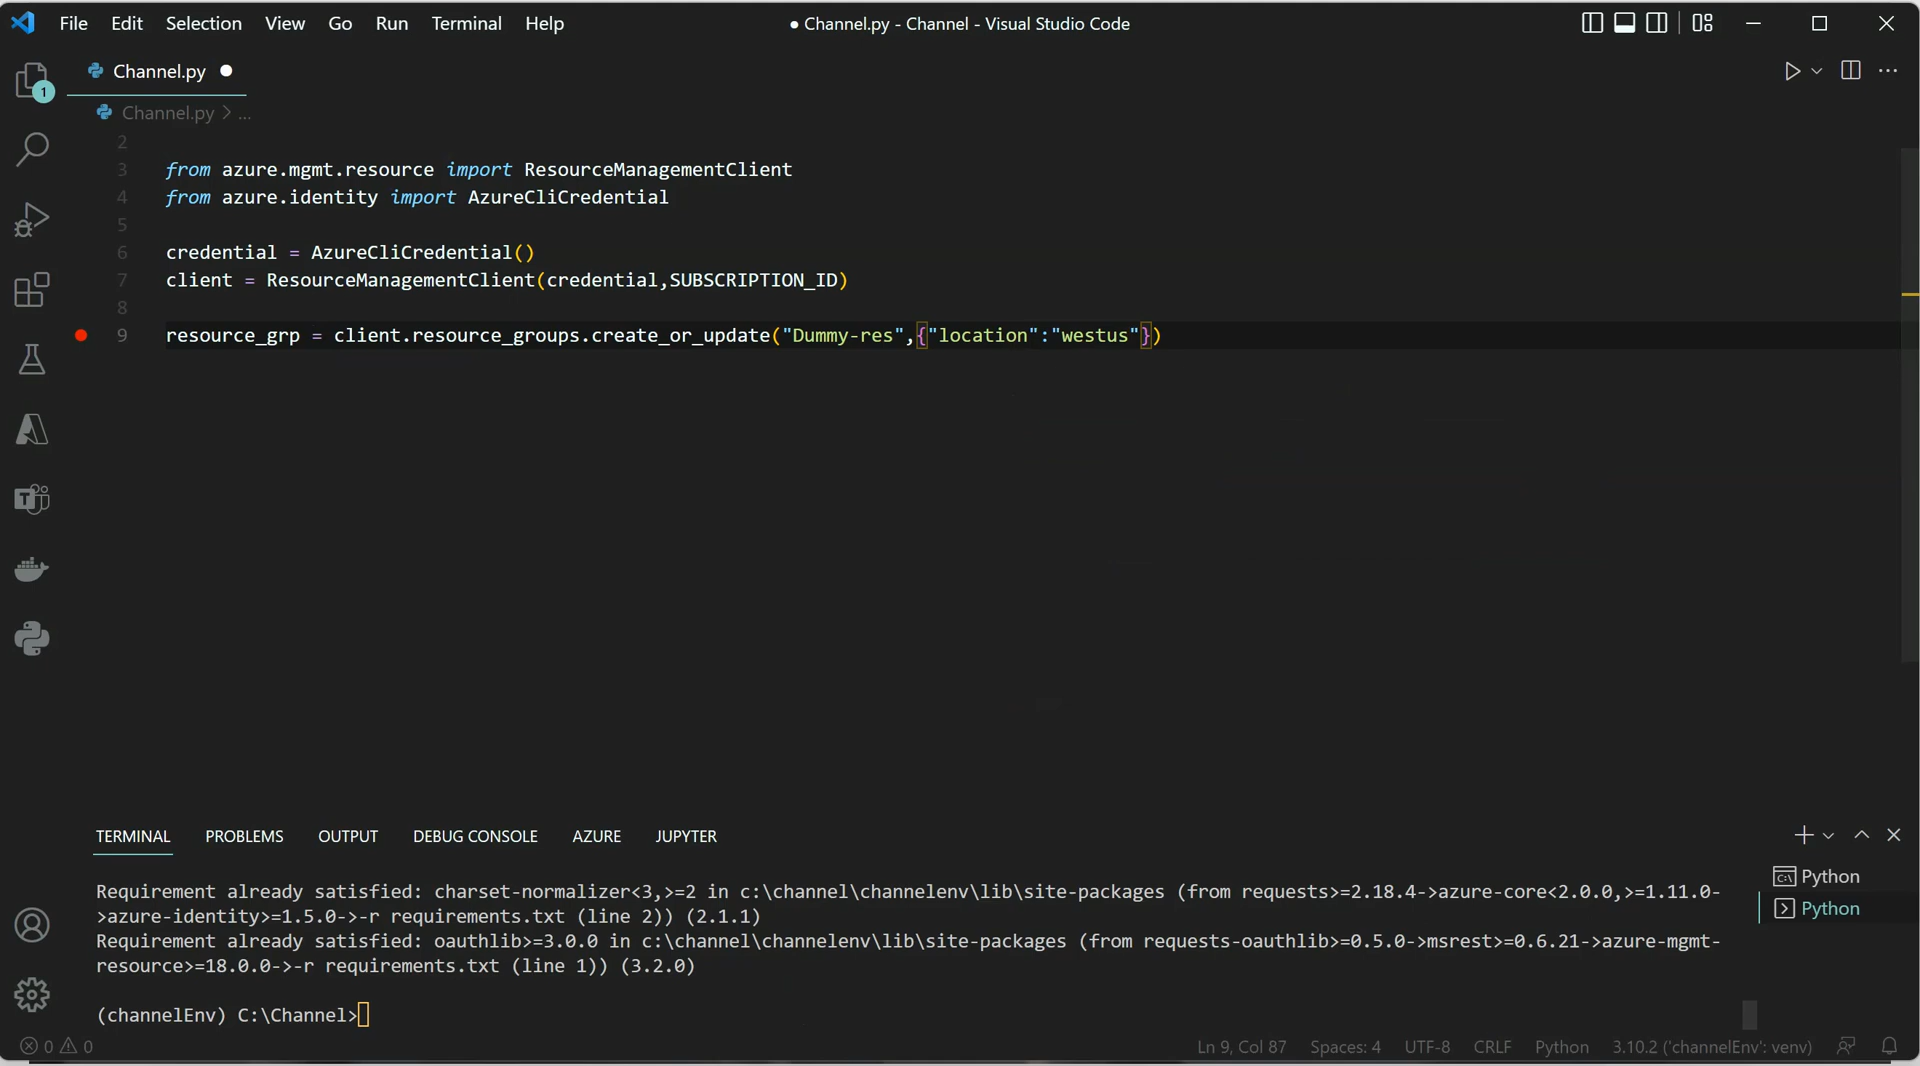 File Edit Selection View Go Run Terminal Help
● Channel.py - Channel - Visual Studio Code
Channel.py
1
Channel.py > ...
2
3 from azure.mgmt.resource import ResourceManagementClient
4 from azure.identity import AzureCliCredential
5
6 credential = AzureCliCredential()
7 client = ResourceManagementClient(credential,SUBSCRIPTION_ID)
8
9 resource_grp = client.resource_groups.create_or_update("Dummy-res",{"location":"westus"})
TERMINAL PROBLEMS OUTPUT DEBUG CONSOLE AZURE JUPYTER
Requirement already satisfied: charset-normalizer<3,>=2 in c:\channel\channelenv\lib\site-packages (from requests>=2.18.4->azure-core<2.0.0,>=1.11.0-
>azure-identity>=1.5.0->-r requirements.txt (line 2)) (2.1.1)
Requirement already satisfied: oauthlib>=3.0.0 in c:\channel\channelenv\lib\site-packages (from requests-oauthlib>=0.5.0->msrest>=0.6.21->azure-mgmt-
resource>=18.0.0->-r requirements.txt (line 1)) (3.2.0)
(channelEnv) C:\Channel>
Python
Python
0 0
Ln 9, Col 87 Spaces: 4 UTF-8 CRLF Python 3.10.2 ('channelEnv': venv)